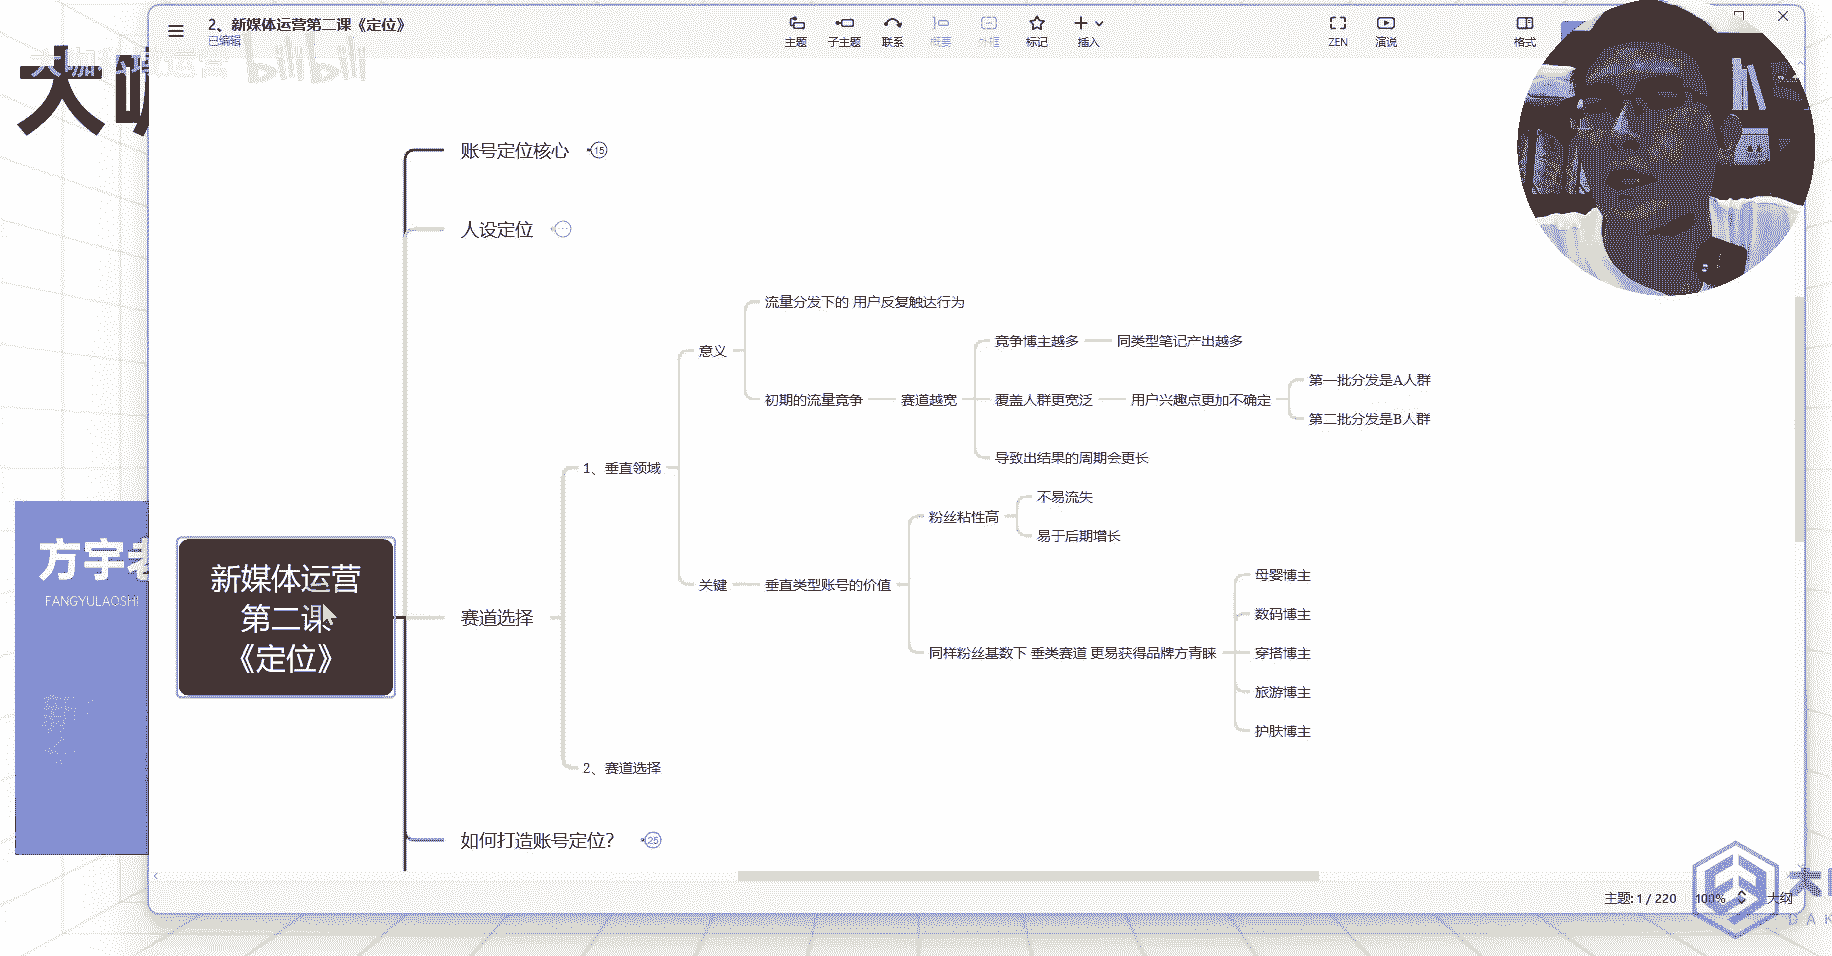 2、新媒体运营第二课《定位》
已编辑
主题
子主题
联系
概要
外框
标记
插入
ZEN
演说
格式
大咖私域运营
bilibili
大咖
账号定位核心
15
人设定位
流量分发下的 用户反复触达行为
竞争博主越多
同类型笔记产出越多
意义
第一批分发是A人群
初期的流量竞争
赛道越宽
覆盖人群更宽泛
用户兴趣点更加不确定
第二批分发是B人群
导致出结果的周期会更长
1、垂直领域
不易流失
粉丝粘性高
易于后期增长
关键
垂直类型账号的价值
母婴博主
数码博主
同样粉丝基数下 垂类赛道 更易获得品牌方青睐
穿搭博主
旅游博主
护肤博主
方宇老
FANGYULAOSHI
新媒体运营
第二课
《定位》
赛道选择
2、赛道选择
如何打造账号定位？
25
主题: 1 / 220
100%
大纲
DAK